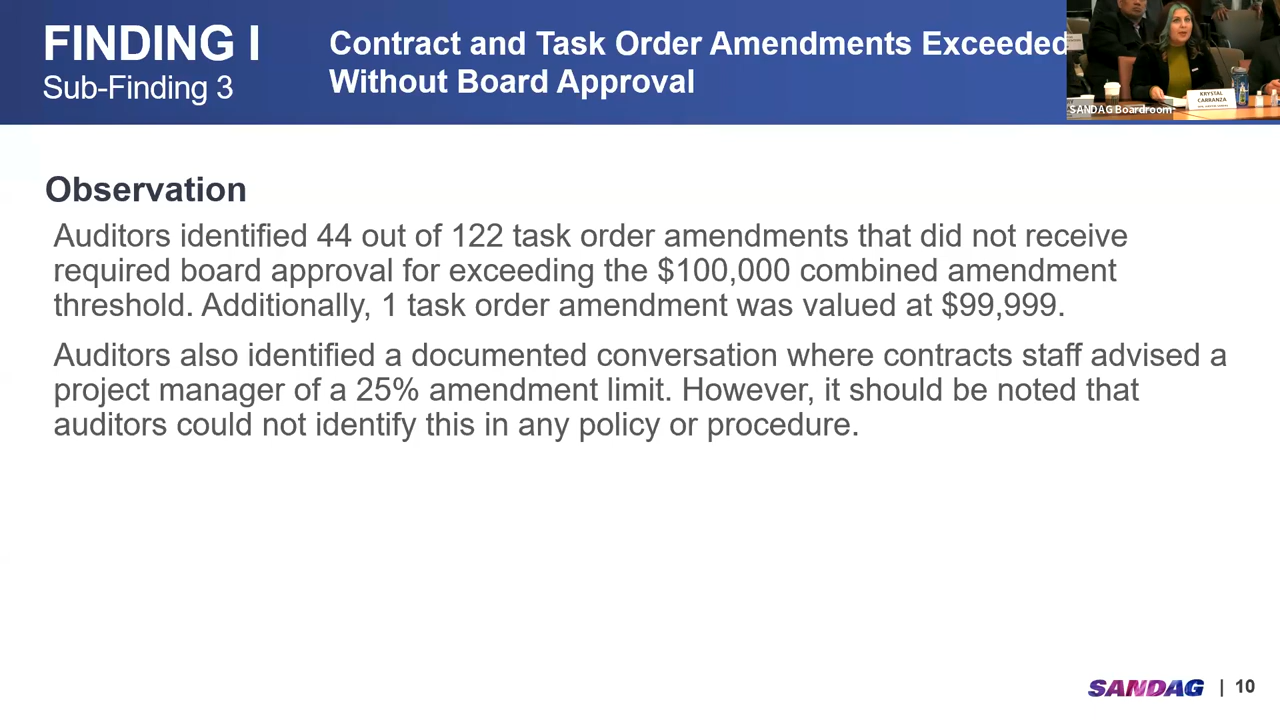 FINDING I
Sub-Finding 3
Contract and Task Order Amendments Exceeded
Without Board Approval
KRYSTAL
CARRANZA
SANDAG Boardroom
Observation
Auditors identified 44 out of 122 task order amendments that did not receive
required board approval for exceeding the $100,000 combined amendment
threshold. Additionally, 1 task order amendment was valued at $99,999.
Auditors also identified a documented conversation where contracts staff advised a
project manager of a 25% amendment limit. However, it should be noted that
auditors could not identify this in any policy or procedure.
SANDAG | 10